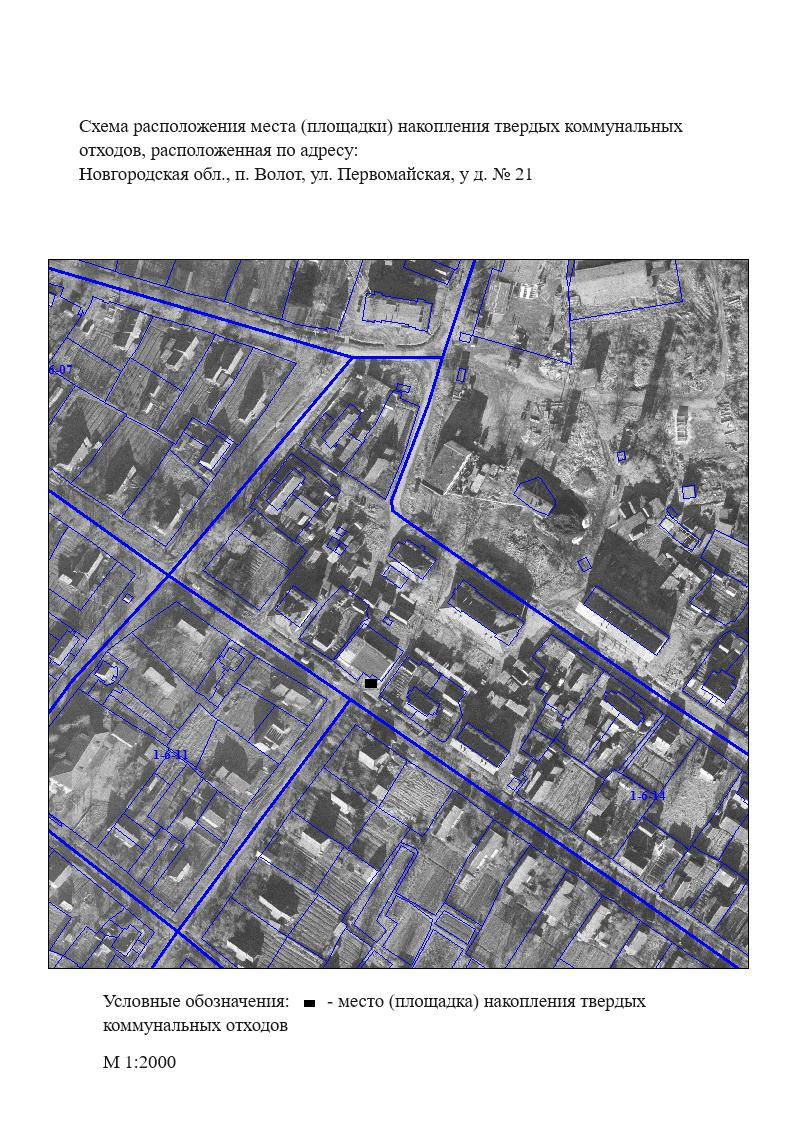 Схема расположения места (площадки) накопления твердых коммунальных
отходов, расположенная по адресу:
Новгородская обл., п. Волот, ул. Первомайская, у д. № 21
6-07
1-6-11
1-6-14
Условные обозначения: - место (площадка) накопления твердых
коммунальных отходов
М 1:2000